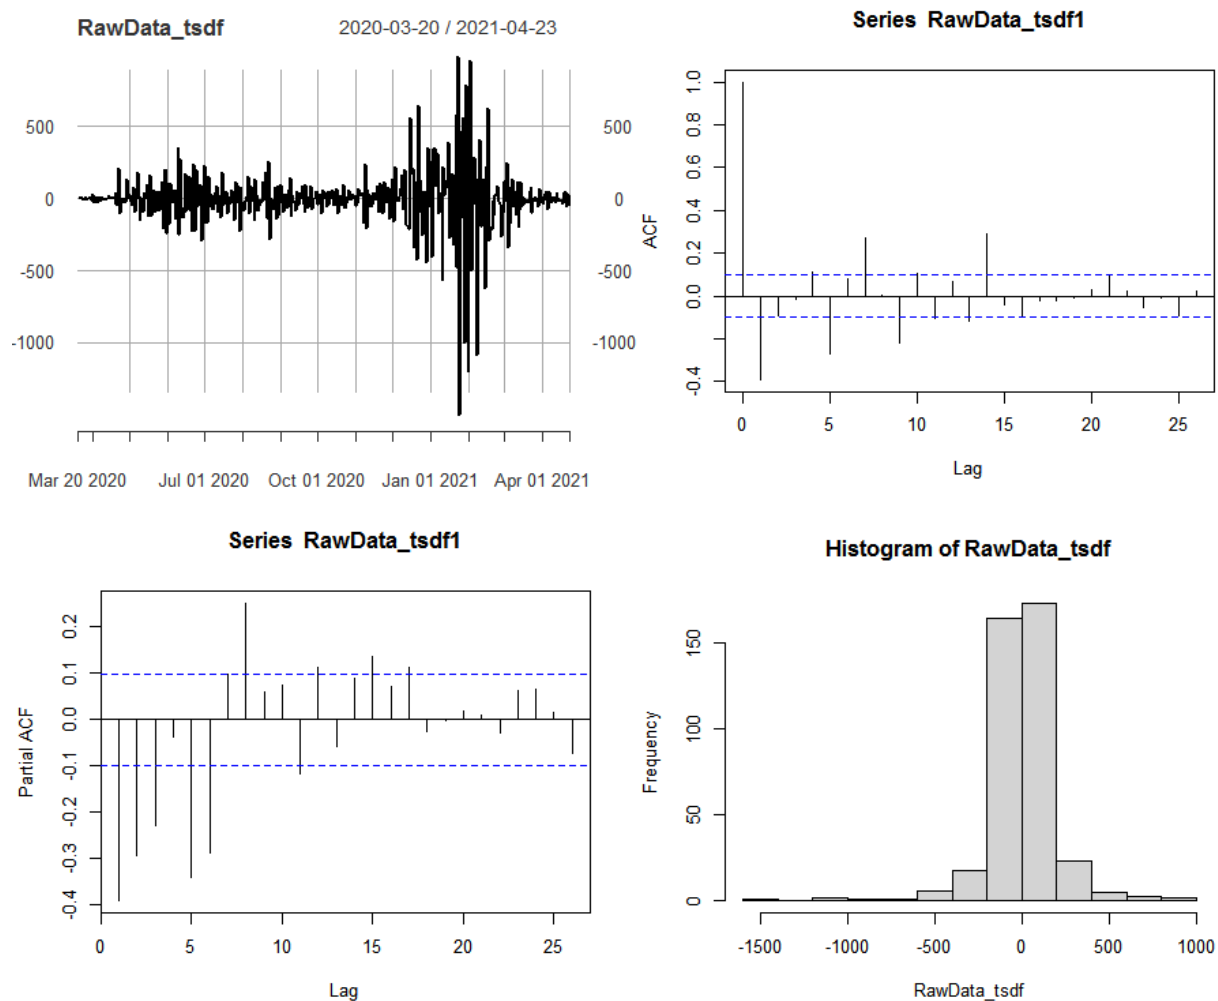 RawData_tsdf 2020-03-20 / 2021-04-23
500 500
0 0
-500 -500
-1000 -1000
Mar 20 2020 Jul 01 2020 Oct 01 2020 Jan 01 2021 Apr 01 2021
Series RawData_tsdf1
ACF
1.0
0.8
0.6
0.4
0.2
0.0
-0.4
0 5 10 15 20 25
Lag
Series RawData_tsdf1
Partial ACF
0.2
0.1
0.0
-0.1
-0.2
-0.3
-0.4
0 5 10 15 20 25
Lag
Histogram of RawData_tsdf
Frequency
150
100
50
0
-1500 -1000 -500 0 500 1000
RawData_tsdf